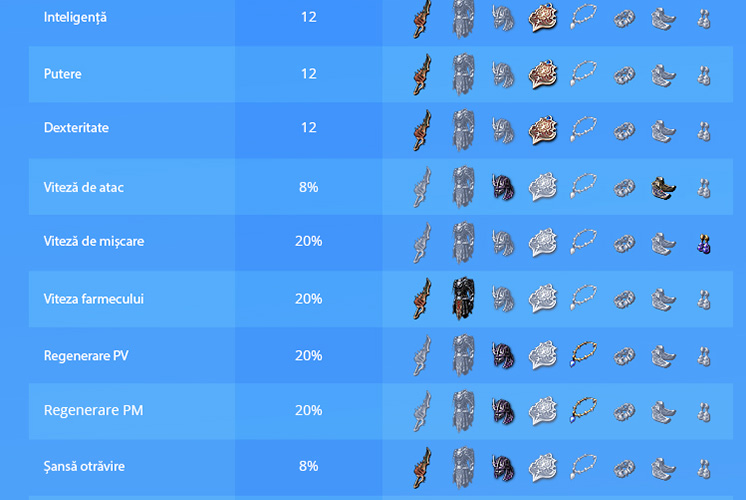 Inteligență 12
Putere 12
Dexteritate 12
Viteză de atac 8%
Viteză de mișcare 20%
Viteza farmecului 20%
Regenerare PV 20%
Regenerare PM 20%
Șansă otrăvire 8%